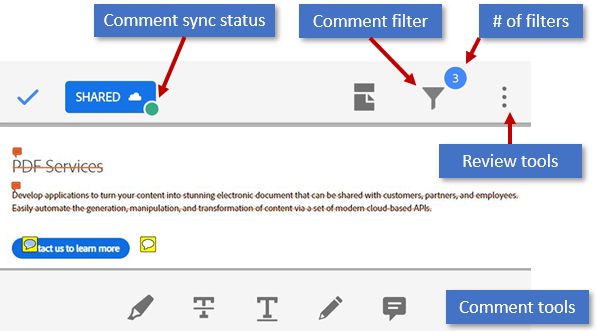 Comment sync status
Comment filter
# of filters
SHARED
3
Review tools
PDF Services
Develop applications to turn your content into stunning electronic document that can be shared with customers, partners, and employees.
Easily automate the generation, manipulation, and transformation of content via a set of modern cloud-based APIs.
tact us to learn more
Comment tools